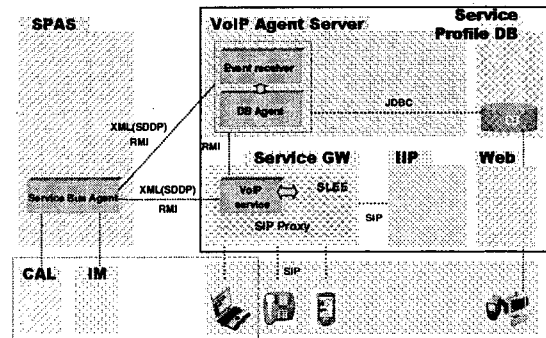 SPAS
VoIP Agent Server
Service
Profile DB
Event receiver
DB Agent
JDBC
XML(SDDP)
RMI
RMI
Service GW
IIP
Web
XML(SDDP)
RMI
Service Bus Agent
VoIP
service
SLEE
SIP Proxy
SIP
CAL
IM
SIP